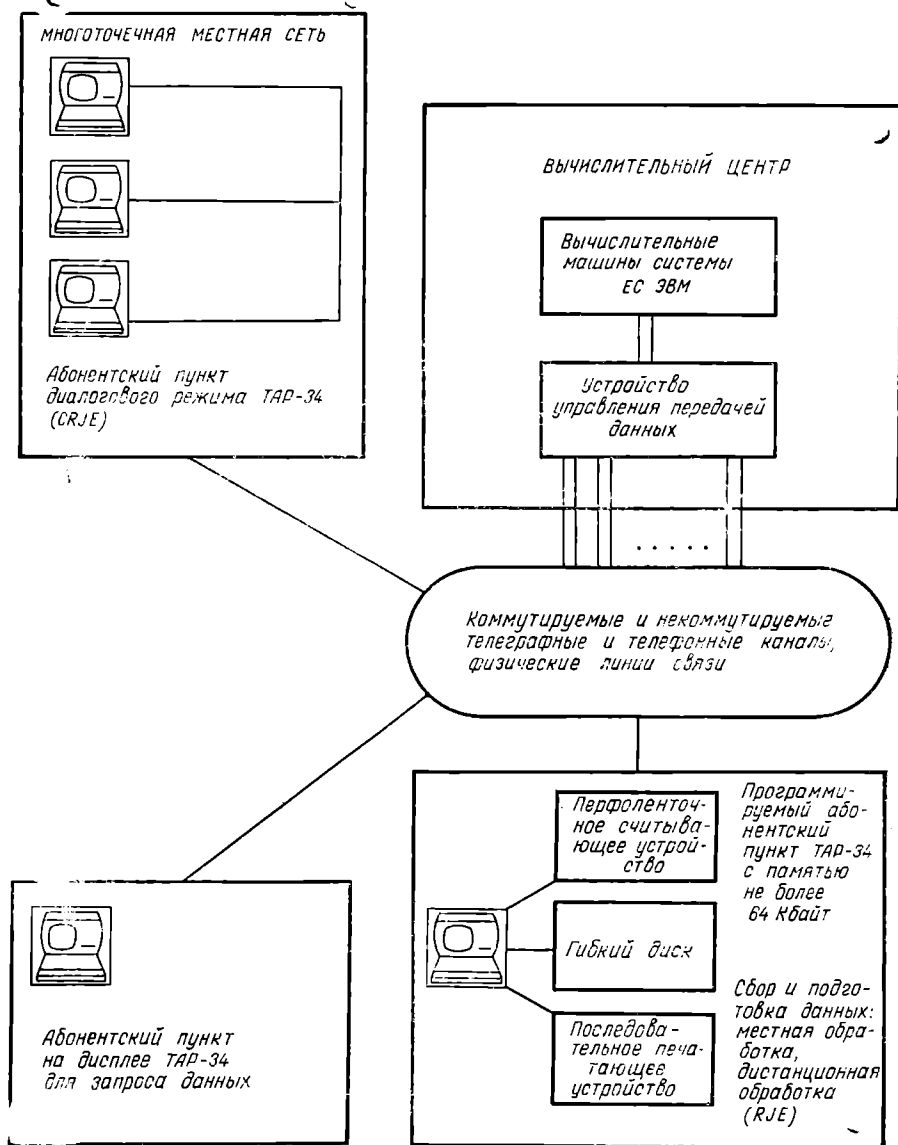 МНОГОТОЧЕЧНАЯ МЕСТНАЯ СЕТЬ
Абонентский пункт
диалогового режима ТАР-34
(CRJE)
ВЫЧИСЛИТЕЛЬНЫЙ ЦЕНТР
Вычислительные
машины системы
ЕС ЭВМ
Устройство
управления передачей
данных
.....
Коммутируемые и некоммутируемые
телеграфные и телефонные каналы,
физические линии связи
Абонентский пункт
на дисплее ТАР-34
для запроса данных
Перфоленточ-
ное считыва-
ющее устрой-
ство
Гибкий диск
Последова-
тельное печа-
тающее
устройство
Программи-
руемый або-
нентский
пункт ТАР-34
с памятью
не более
64 Кбайт
Сбор и подго-
товка данных:
местная обра-
ботка,
дистанционная
обработка
(RJE)